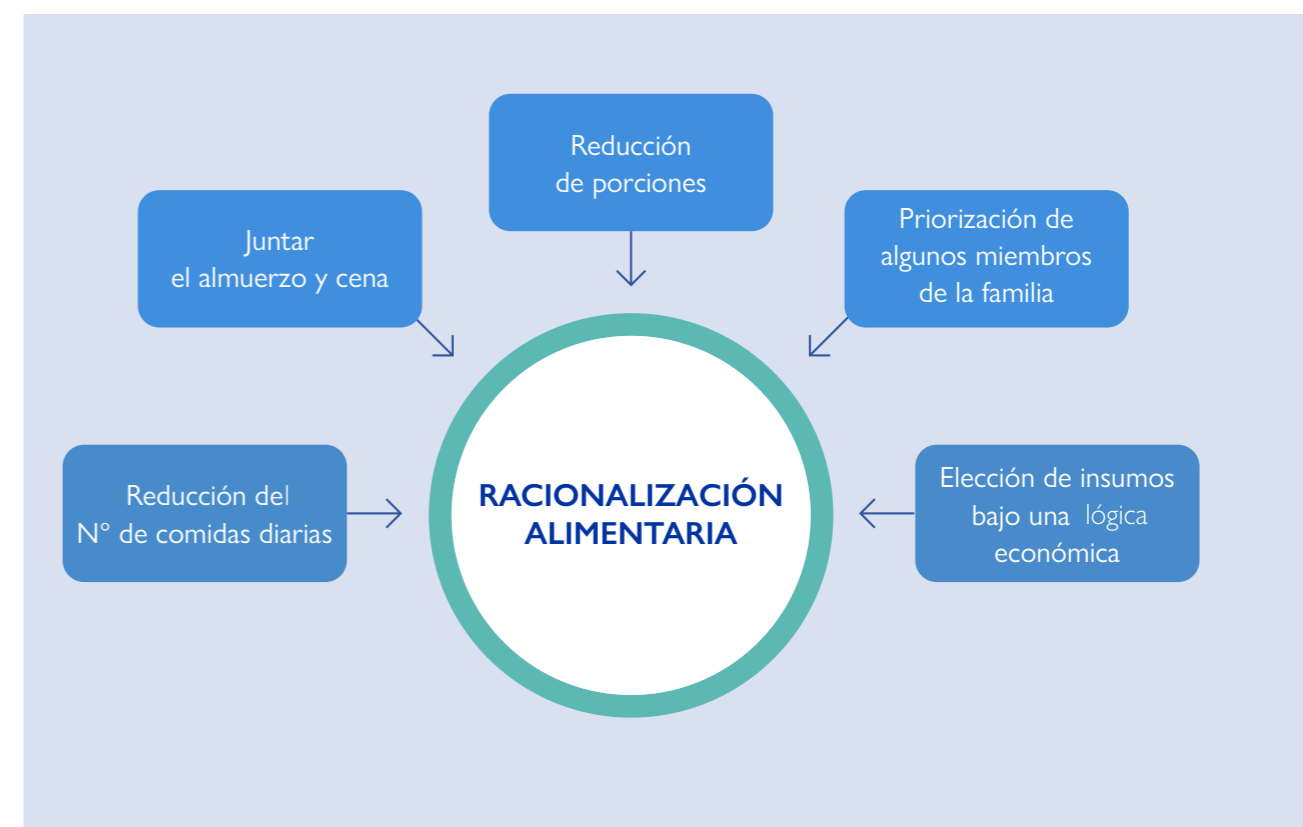 Reducción
de porciones
Juntar
el almuerzo y cena
Priorización de
algunos miembros
de la familia
Reducción del
N° de comidas diarias
RACIONALIZACIÓN
ALIMENTARIA
Elección de insumos
bajo una lógica
económica